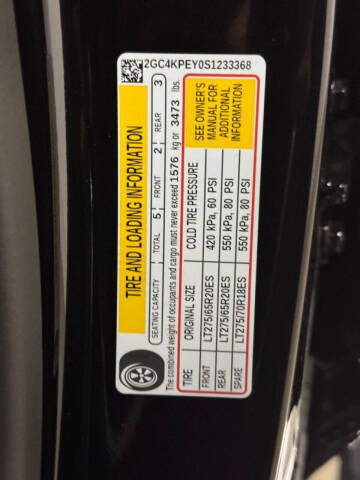 2GC4KPEY0S1233368
TIRE AND LOADING INFORMATION
SEATING CAPACITY | TOTAL 5 | FRONT 2 | REAR 3
The combined weight of occupants and cargo must never exceed 1576 kg or 3473 lbs.
TIRE ORIGINAL SIZE COLD TIRE PRESSURE
FRONT LT275/65R20ES 420 kPa, 60 PSI
REAR LT275/65R20ES 550 kPa, 80 PSI
SPARE LT275/70R18ES 550 kPa, 80 PSI
SEE OWNER'S
MANUAL FOR
ADDITIONAL
INFORMATION